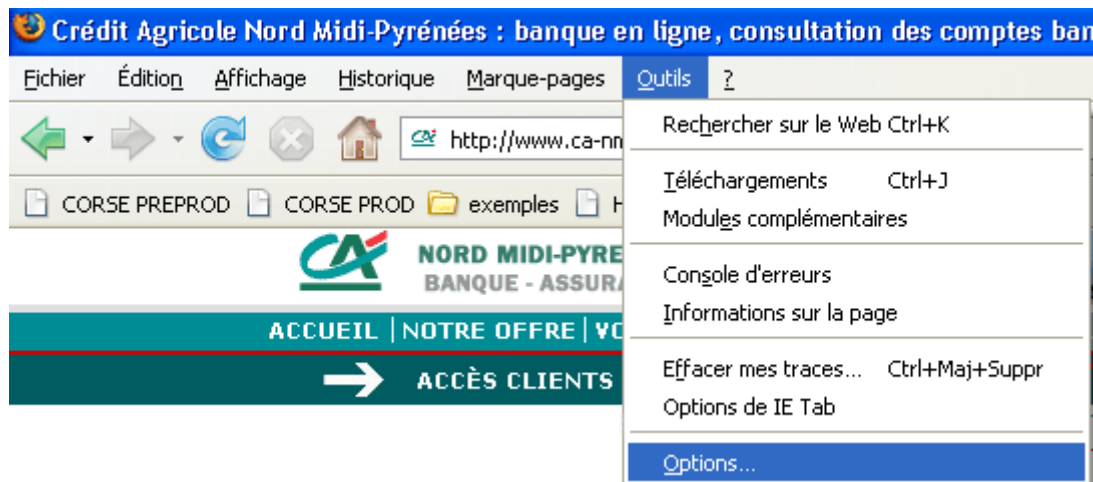 Crédit Agricole Nord Midi-Pyrénées : banque en ligne, consultation des comptes ban
Fichier Édition Affichage Historique Marque-pages Outils ?
http://www.ca-nn
CORSE PREPROD CORSE PROD exemples H
NORD MIDI-PYRE
BANQUE - ASSURA
ACCUEIL | NOTRE OFFRE | VO
ACCÈS CLIENTS
Rechercher sur le Web Ctrl+K
Téléchargements Ctrl+J
Modules complémentaires
Console d'erreurs
Informations sur la page
Effacer mes traces... Ctrl+Maj+Suppr
Options de IE Tab
Options...